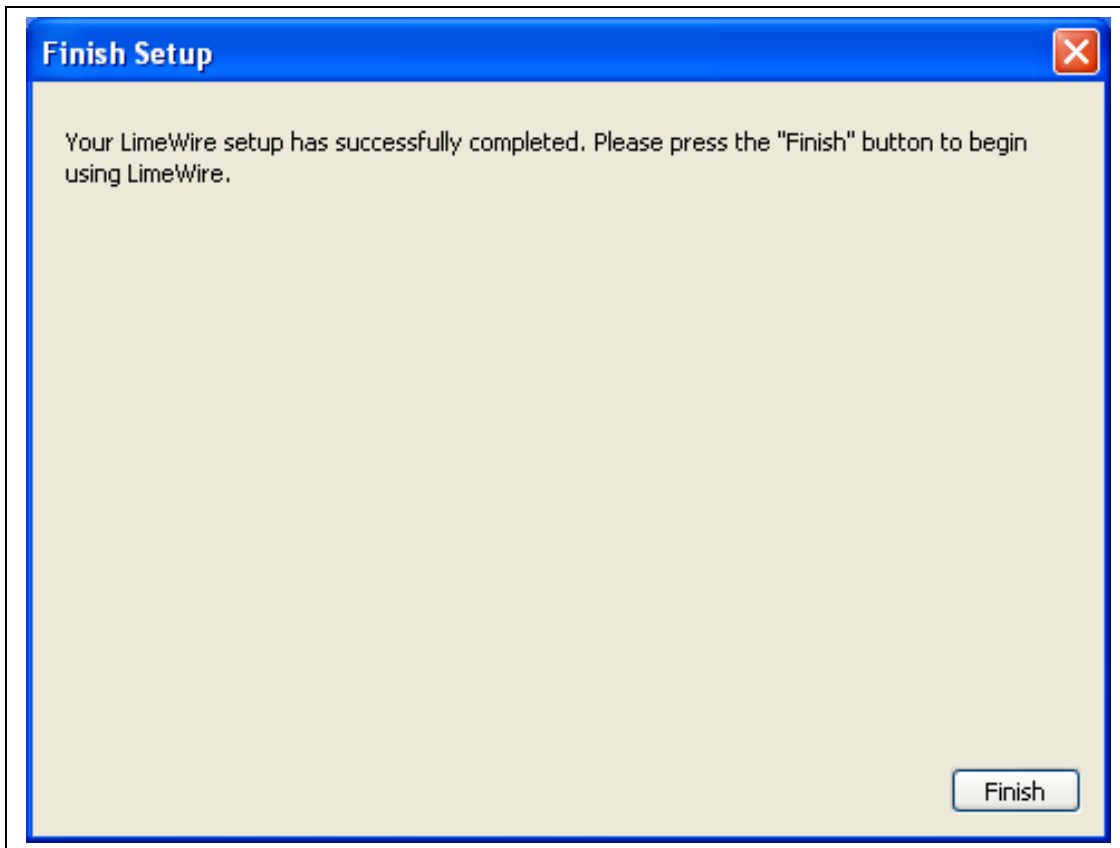 Finish Setup
Your LimeWire setup has successfully completed. Please press the "Finish" button to begin
using LimeWire.
Finish